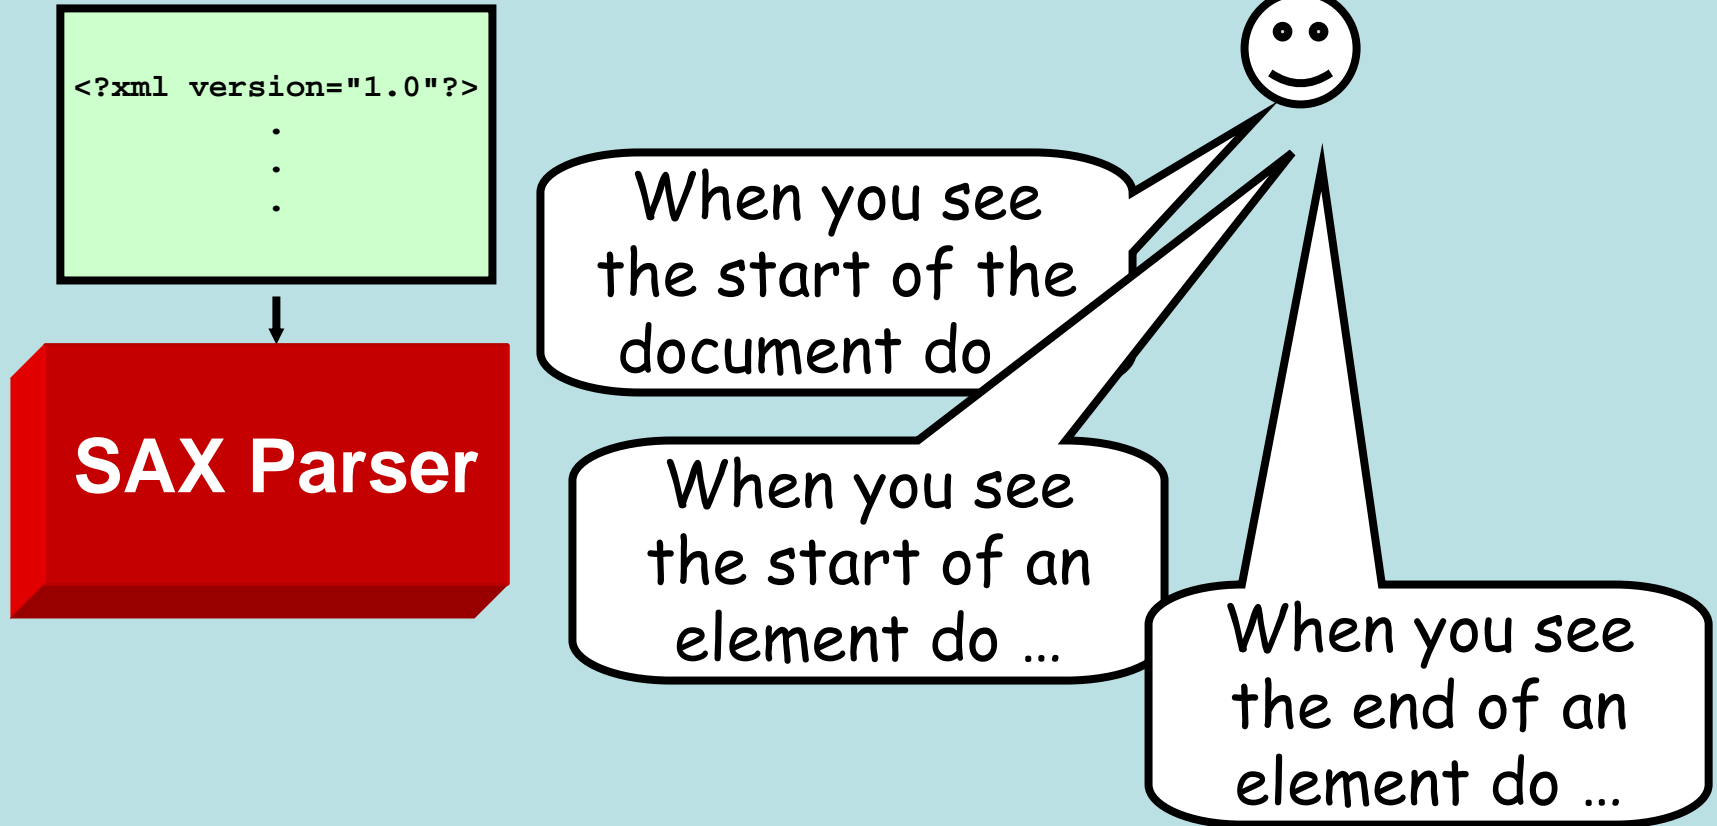 <?xml version="1.0"?>
.
.
.
SAX Parser
When you see
the start of the
document do
When you see
the start of an
element do ...
When you see
the end of an
element do ...